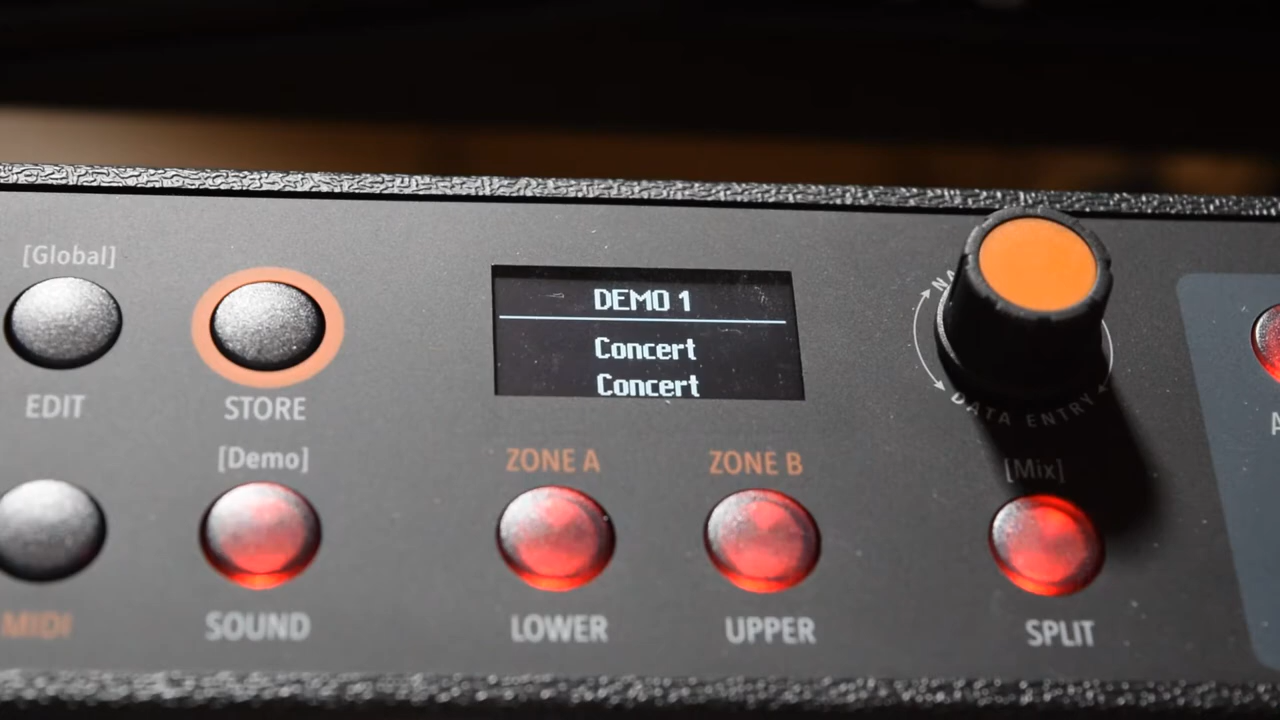 [Global]
EDIT
STORE
DEMO 1
Concert
Concert
DATA ENTRY
[Demo]
ZONE A
ZONE B
[Mix]
MIDI
SOUND
LOWER
UPPER
SPLIT